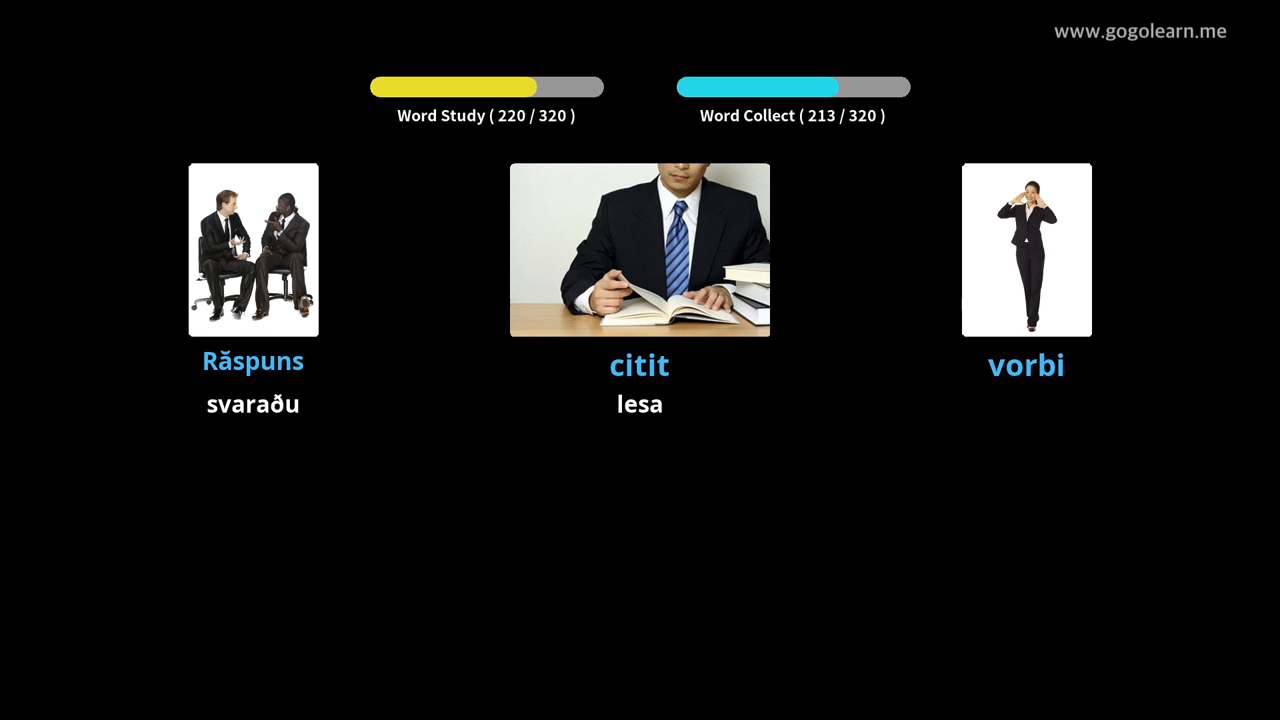 www.gogolearn.me
Word Study ( 220 / 320 )
Word Collect ( 213 / 320 )
Răspuns
citit
vorbi
svaraðu
lesa